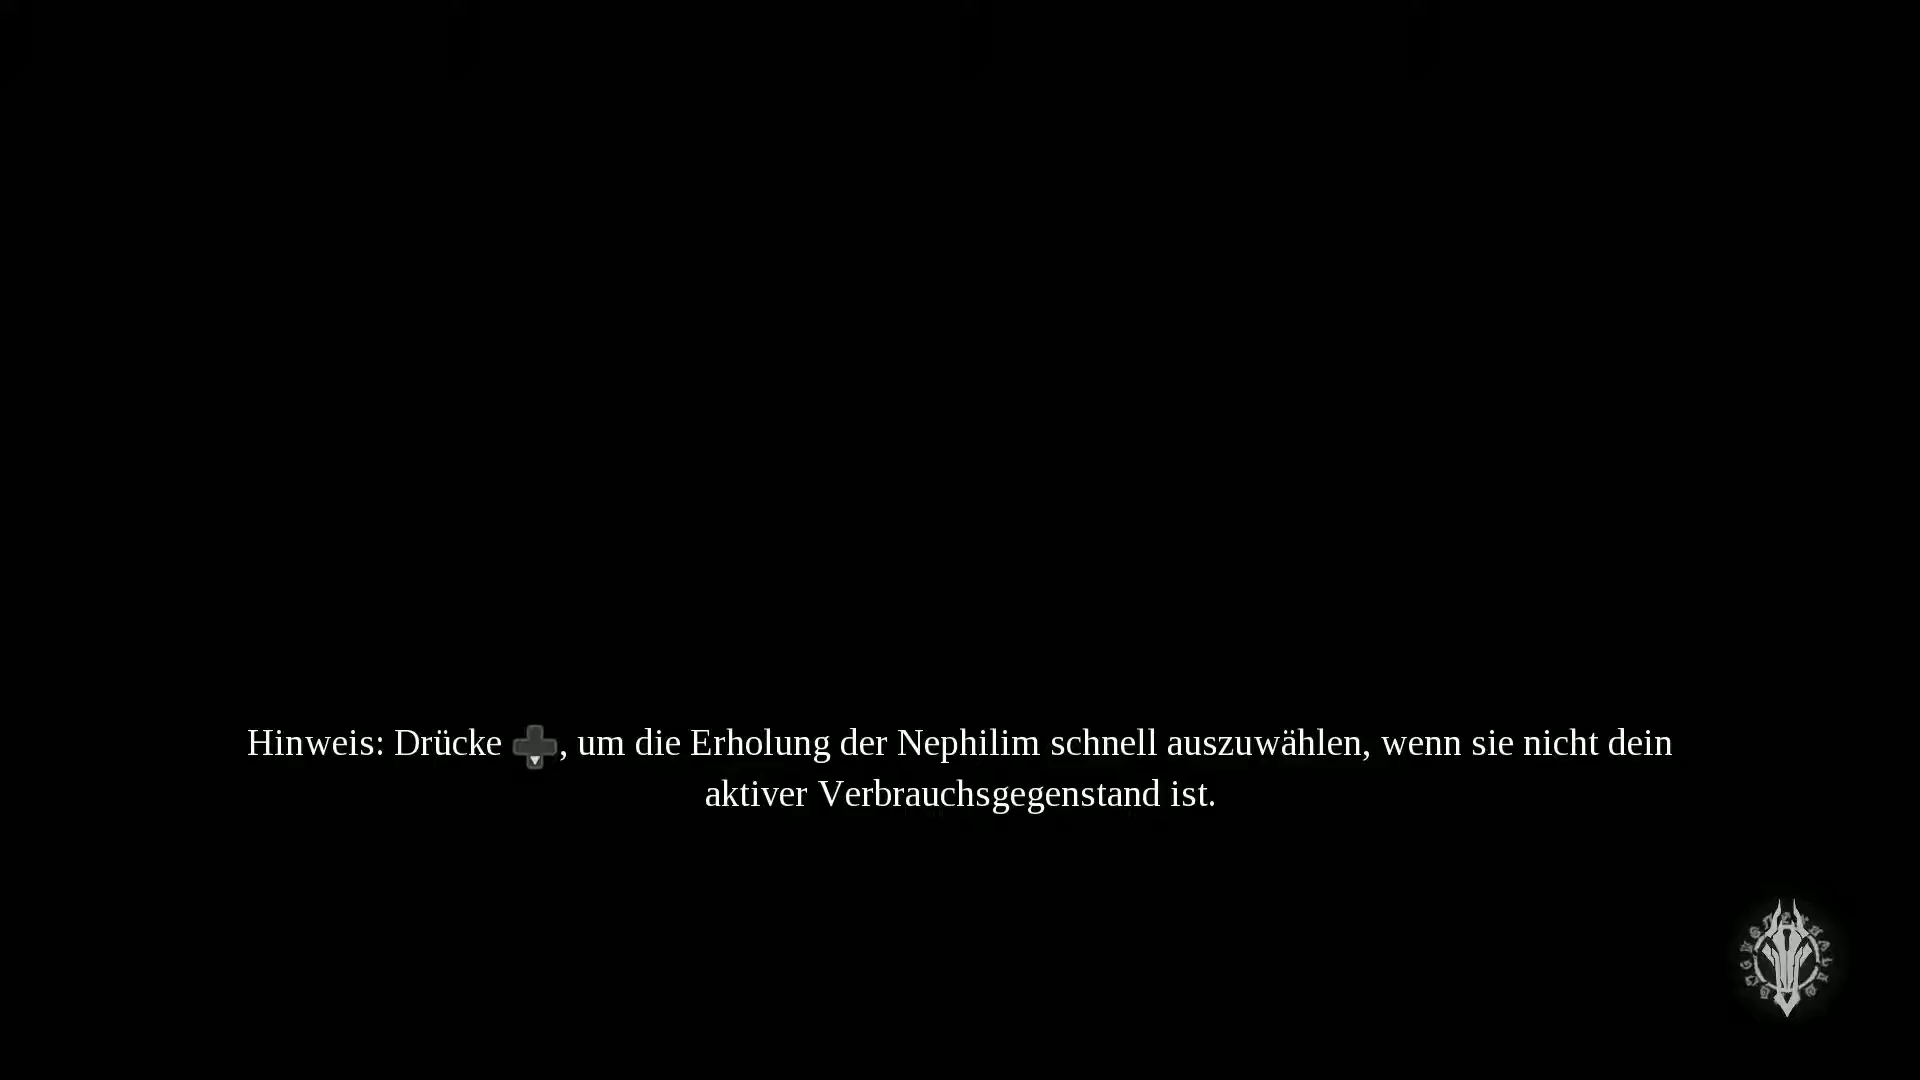 Hinweis: Drücke , um die Erholung der Nephilim schnell auszuwählen, wenn sie nicht dein
aktiver Verbrauchsgegenstand ist.